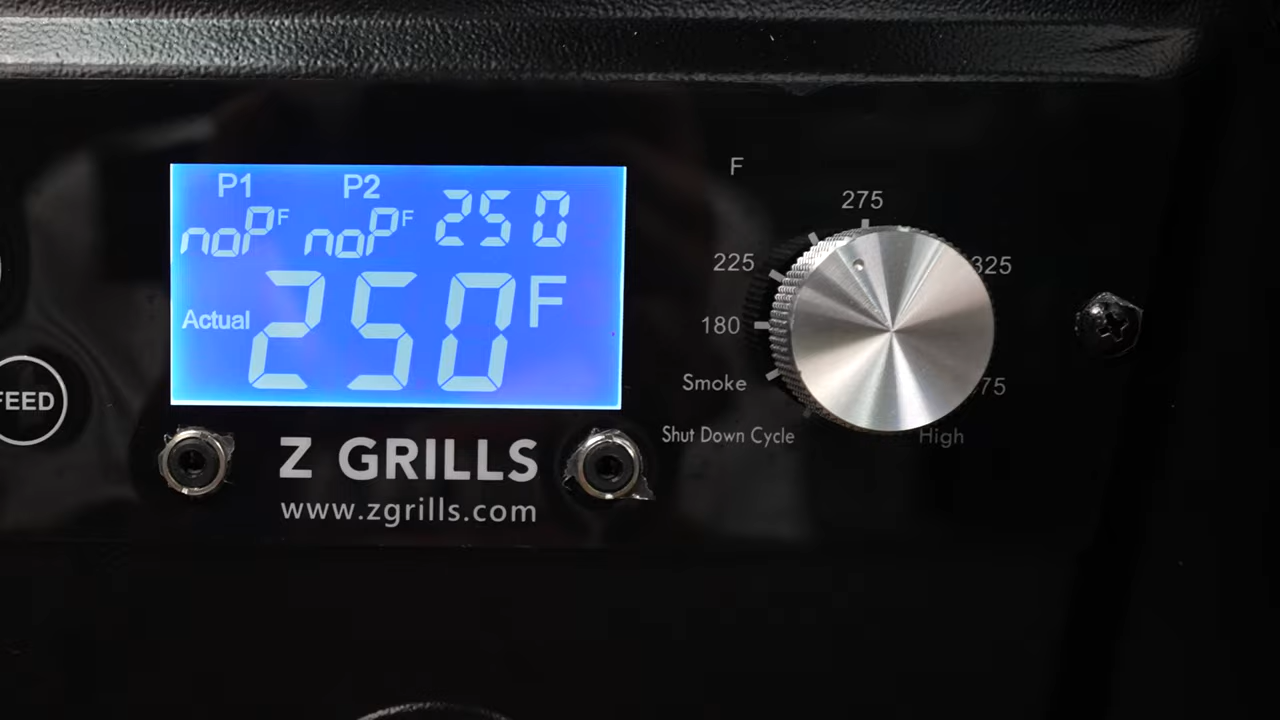 P1 P2 250
noP F noP F
Actual 250 F
FEED
Z GRILLS
www.zgrills.com
F
275
225 325
180
Smoke 75
Shut Down Cycle High